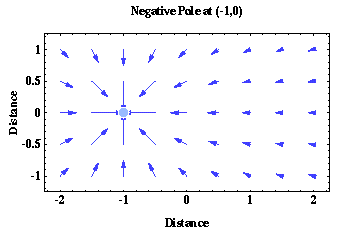 Negative Pole at (-1,0)
1
0.5
0
-0.5
-1
Distance
-2 -1 0 1 2
Distance